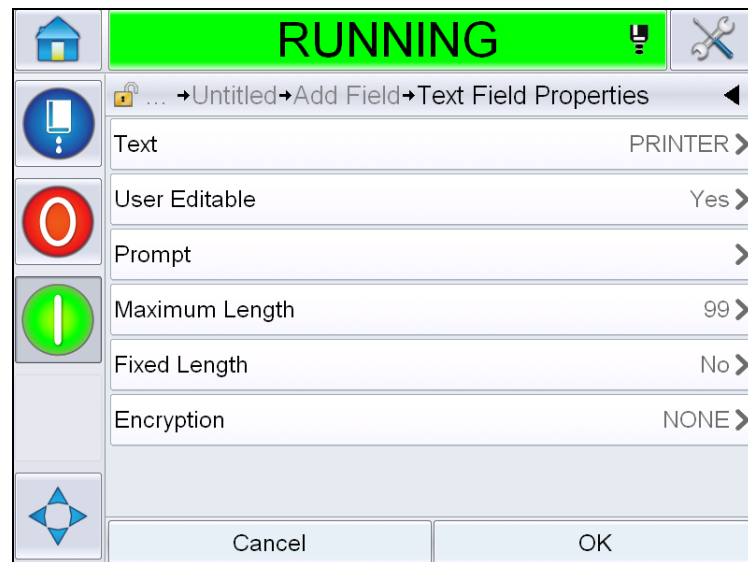 RUNNING
... →Untitled→Add Field→Text Field Properties
Text PRINTER
User Editable Yes
Prompt
Maximum Length 99
Fixed Length No
Encryption NONE
Cancel OK